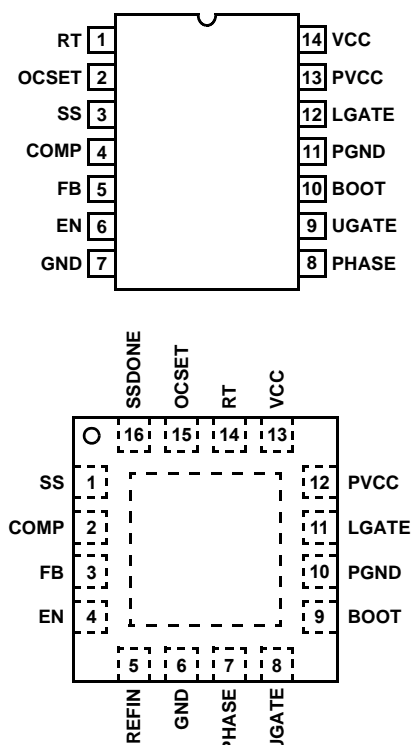 RT 1 14 VCC
OCSET 2 13 PVCC
SS 3 12 LGATE
COMP 4 11 PGND
FB 5 10 BOOT
EN 6 9 UGATE
GND 7 8 PHASE
SSDONE OCSET RT VCC
16 15 14 13
SS 1 12 PVCC
COMP 2 11 LGATE
FB 3 10 PGND
EN 4 9 BOOT
5 6 7 8
REFIN GND PHASE UGATE